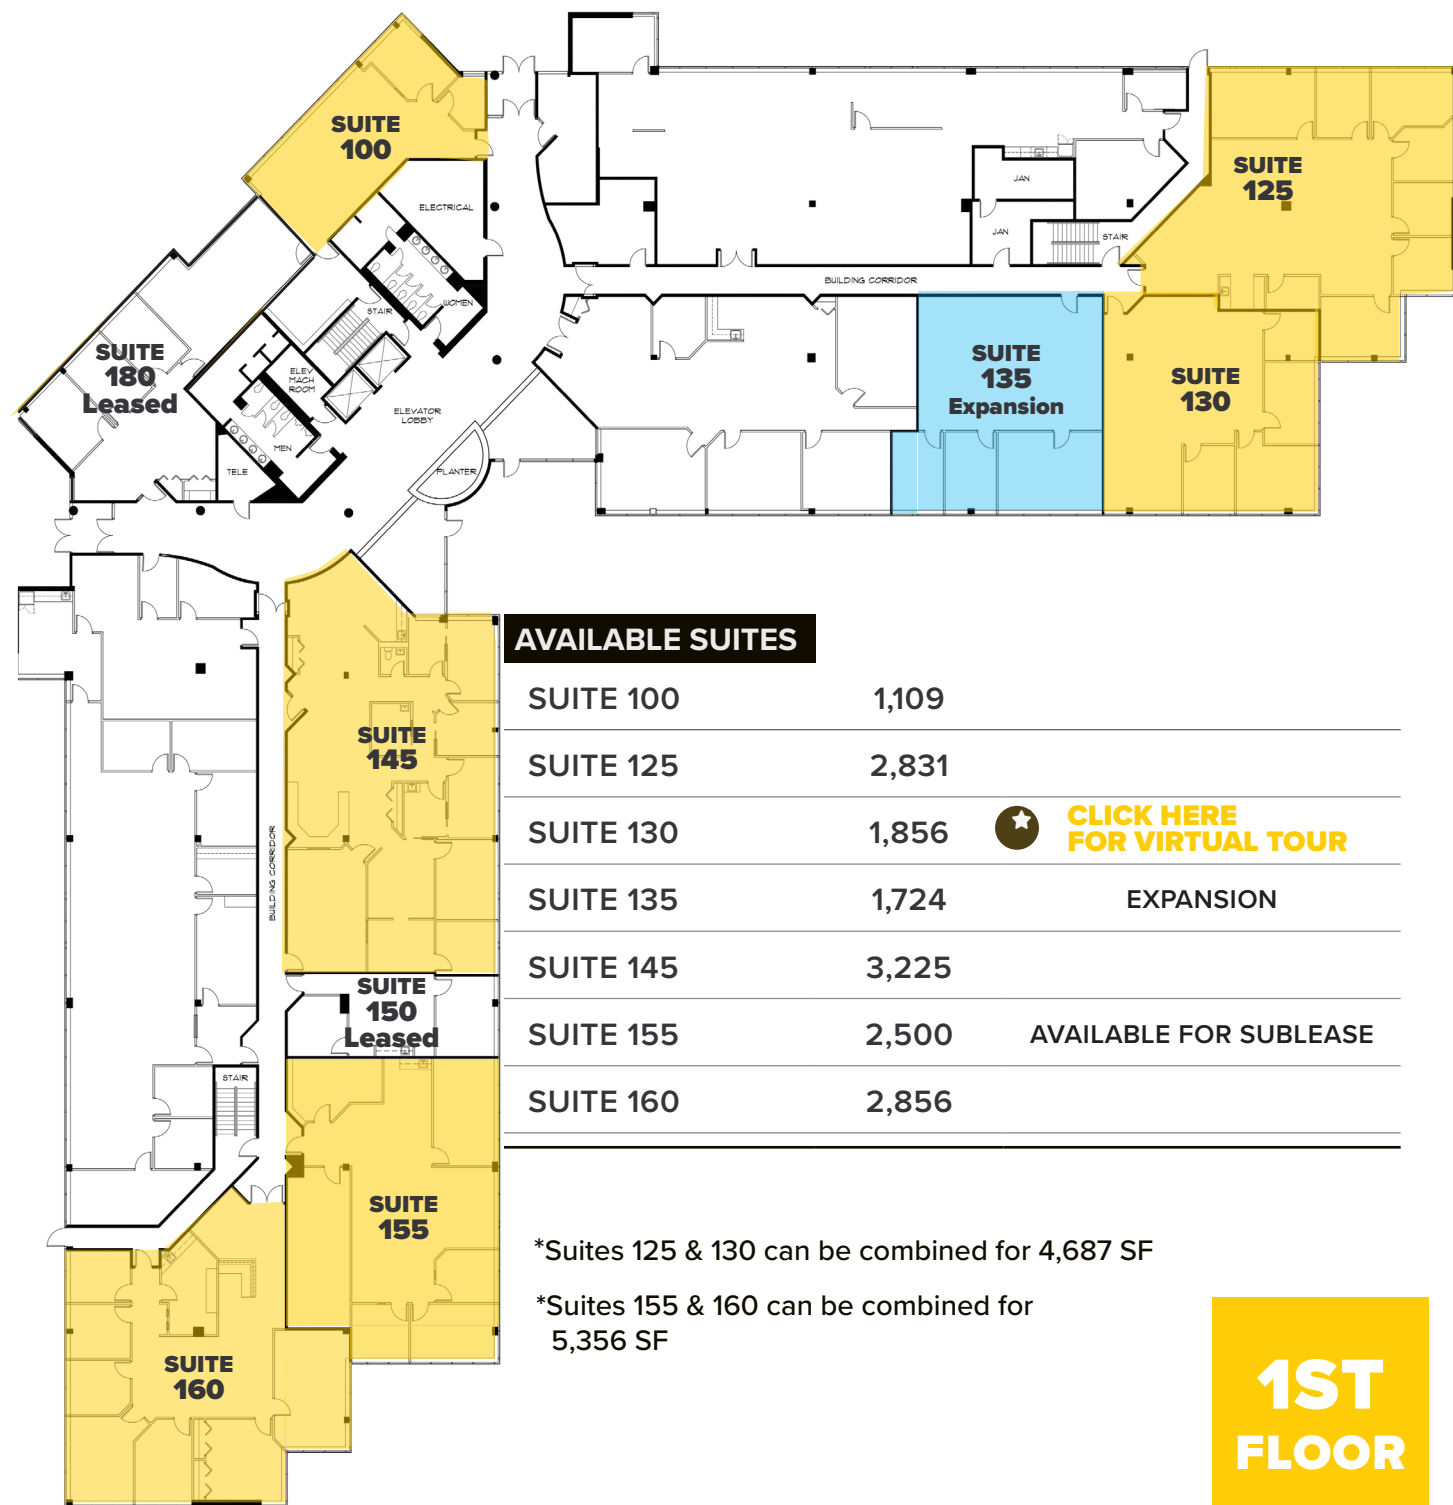 SUITE
100
ELECTRICAL
WOMEN
STAIR
SUITE
180
Leased
ELEV
MACH
ROOM
ELEVATOR
LOBBY
MEN
TELE
PLANTER
JAN
JAN
STAIR
BUILDING CORRIDOR
SUITE
125
SUITE
135
Expansion
SUITE
130
SUITE
145
BUILDING CORRIDOR
SUITE
150
Leased
STAIR
SUITE
155
SUITE
160
AVAILABLE SUITES
SUITE 100 1,109
SUITE 125 2,831
SUITE 130 1,856 CLICK HERE
FOR VIRTUAL TOUR
SUITE 135 1,724 EXPANSION
SUITE 145 3,225
SUITE 155 2,500 AVAILABLE FOR SUBLEASE
SUITE 160 2,856
*Suites 125 & 130 can be combined for 4,687 SF
*Suites 155 & 160 can be combined for
5,356 SF
1ST
FLOOR